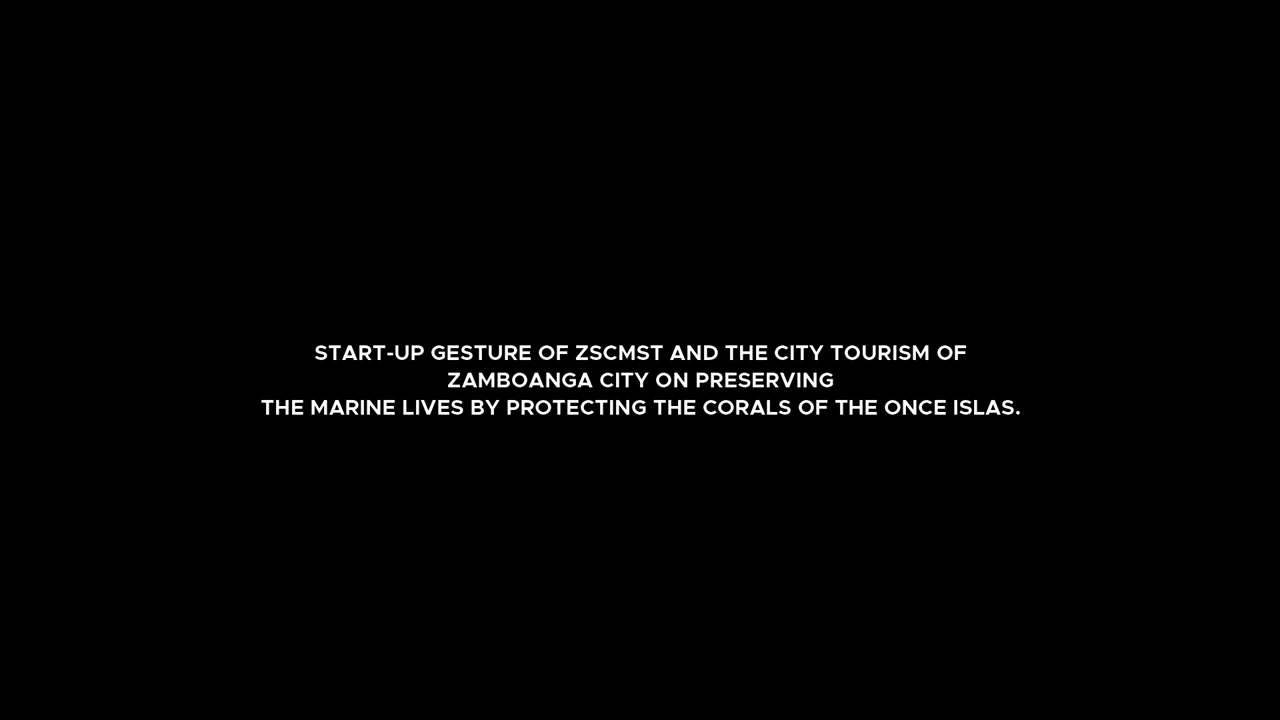 START-UP GESTURE OF ZSCMST AND THE CITY TOURISM OF
ZAMBOANGA CITY ON PRESERVING
THE MARINE LIVES BY PROTECTING THE CORALS OF THE ONCE ISLAS.